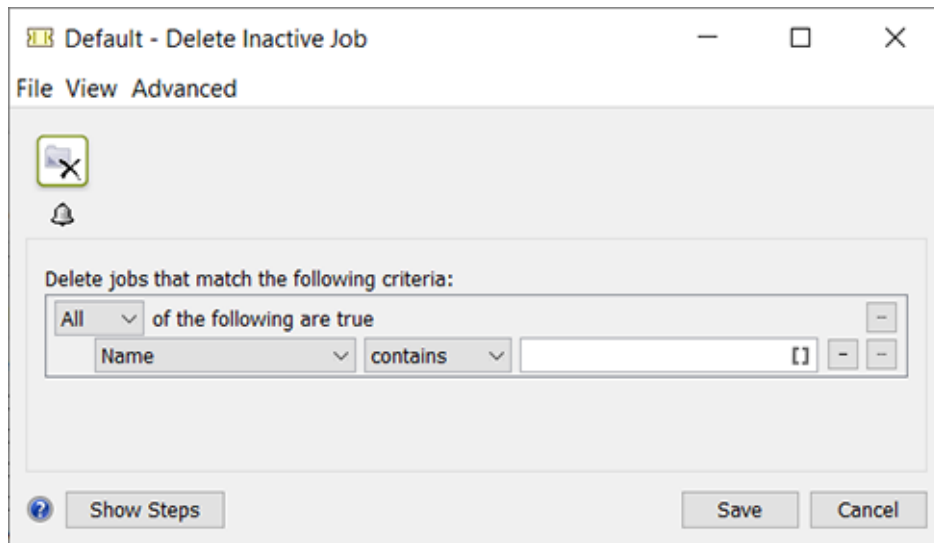 Default - Delete Inactive Job
File View Advanced
Delete jobs that match the following criteria:
All of the following are true
Name contains [] -
Show Steps Save Cancel